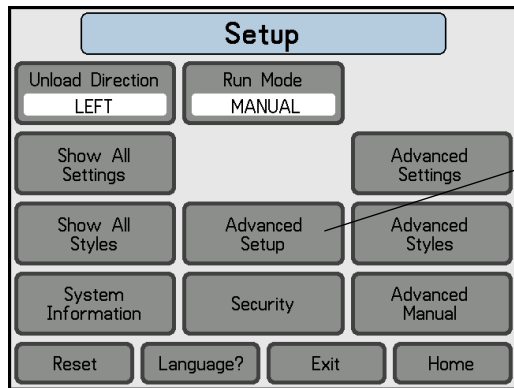 Setup
Unload Direction
LEFT
Run Mode
MANUAL
Show All
Settings
Advanced
Settings
Show All
Styles
Advanced
Setup
Advanced
Styles
System
Information
Security
Advanced
Manual
Reset
Language?
Exit
Home